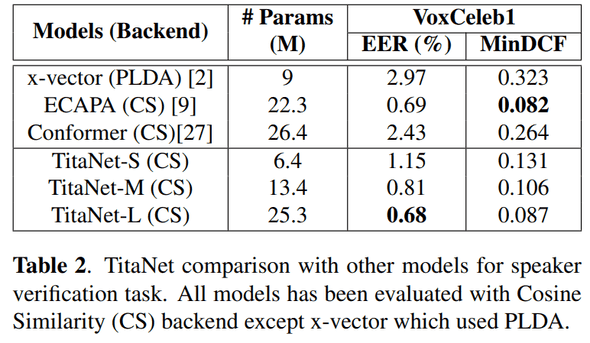 Models (Backend) # Params (M) VoxCeleb1
EER (%) MinDCF
x-vector (PLDA) [2] 9 2.97 0.323
ECAPA (CS) [9] 22.3 0.69 0.082
Conformer (CS)[27] 26.4 2.43 0.264
TitaNet-S (CS) 6.4 1.15 0.131
TitaNet-M (CS) 13.4 0.81 0.106
TitaNet-L (CS) 25.3 0.68 0.087
Table 2. TitaNet comparison with other models for speaker
verification task. All models has been evaluated with Cosine
Similarity (CS) backend except x-vector which used PLDA.